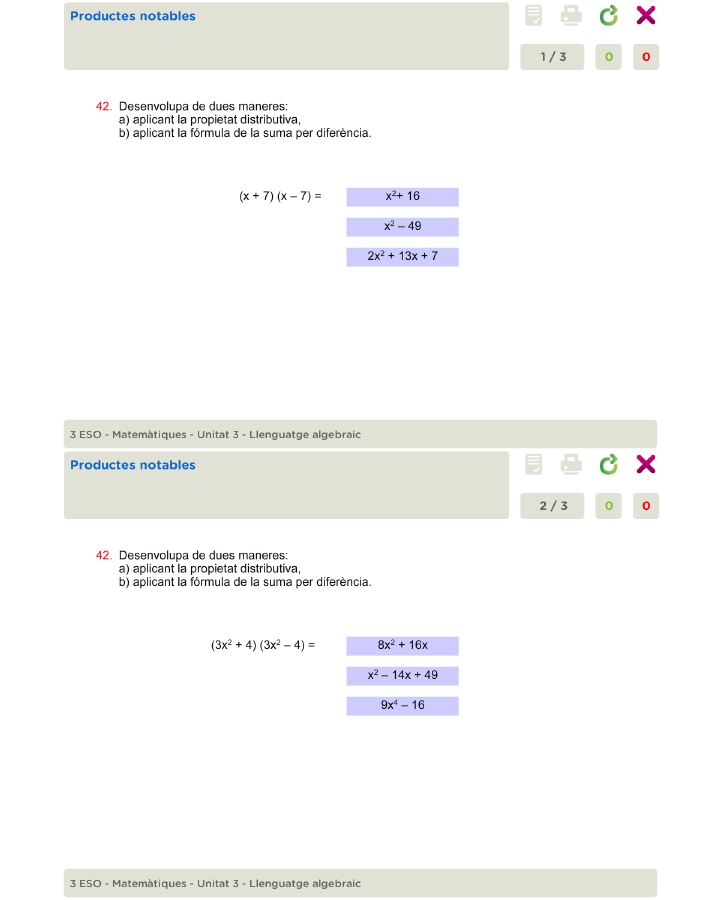 Productes notables
1 / 3
0
0
42. Desenvolupa de dues maneres:
a) aplicant la propietat distributiva,
b) aplicant la fórmula de la suma per diferència.
(x + 7) (x – 7) =
x²+ 16
x² – 49
2x² + 13x + 7
3 ESO - Matemàtiques - Unitat 3 - Llenguatge algebraic
Productes notables
2 / 3
0
0
42. Desenvolupa de dues maneres:
a) aplicant la propietat distributiva,
b) aplicant la fórmula de la suma per diferència.
(3x² + 4) (3x² – 4) =
8x² + 16x
x² – 14x + 49
9x⁴ – 16
3 ESO - Matemàtiques - Unitat 3 - Llenguatge algebraic